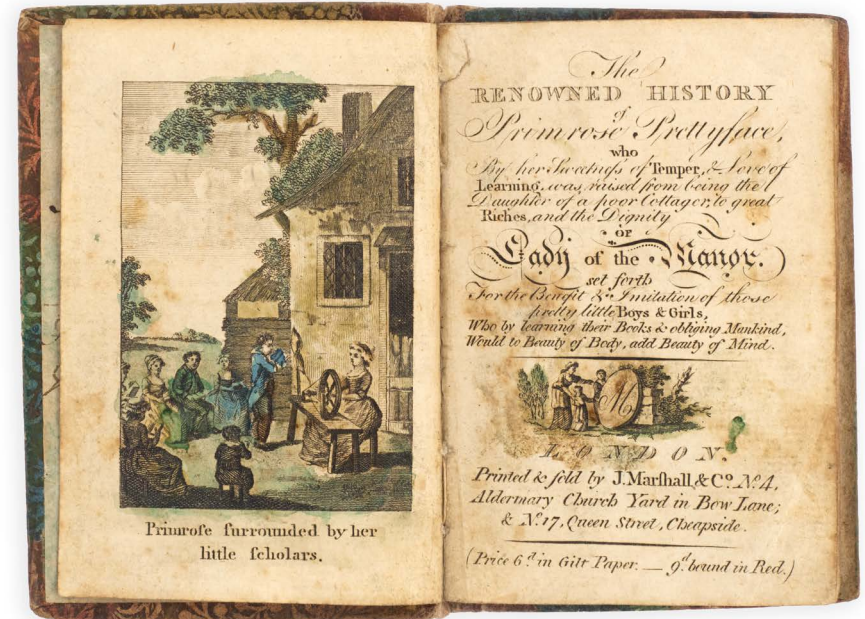 Primroſe ſurrounded by her
little ſcholars.
The
RENOWNED HISTORY
of
Primrose Prettyface,
who
By her Sweetneſs of Temper, & Love of
Learning, was raised from being the
Daughter of a poor Cottager, to great
Riches, and the Dignity
of
Lady of the Manor.
set forth
For the Benefit & Imitation of those
pretty little Boys & Girls,
Who by learning their Books & obliging Mankind,
Would to Beauty of Body, add Beauty of Mind.
M
LONDON.
Printed & ſold by J. Marſhall, & Co. No. 4,
Aldermary Church Yard in Bow Lane;
& No. 17, Queen Street, Cheapside.
(Price 6d. in Gilt Paper. — 9d. bound in Red.)